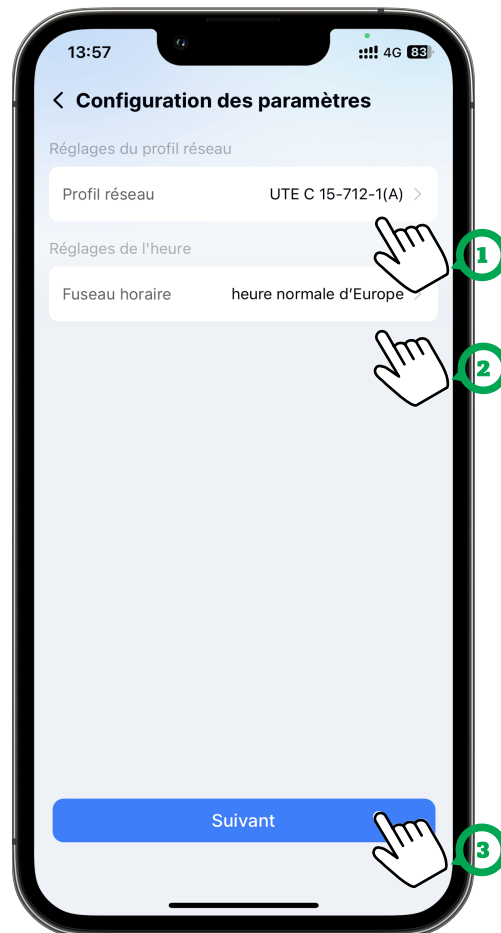 13:57 4G 83
Configuration des paramètres
Réglages du profil réseau
Profil réseau UTE C 15-712-1(A)
1
Réglages de l'heure
Fuseau horaire heure normale d’Europe
2
Suivant
3